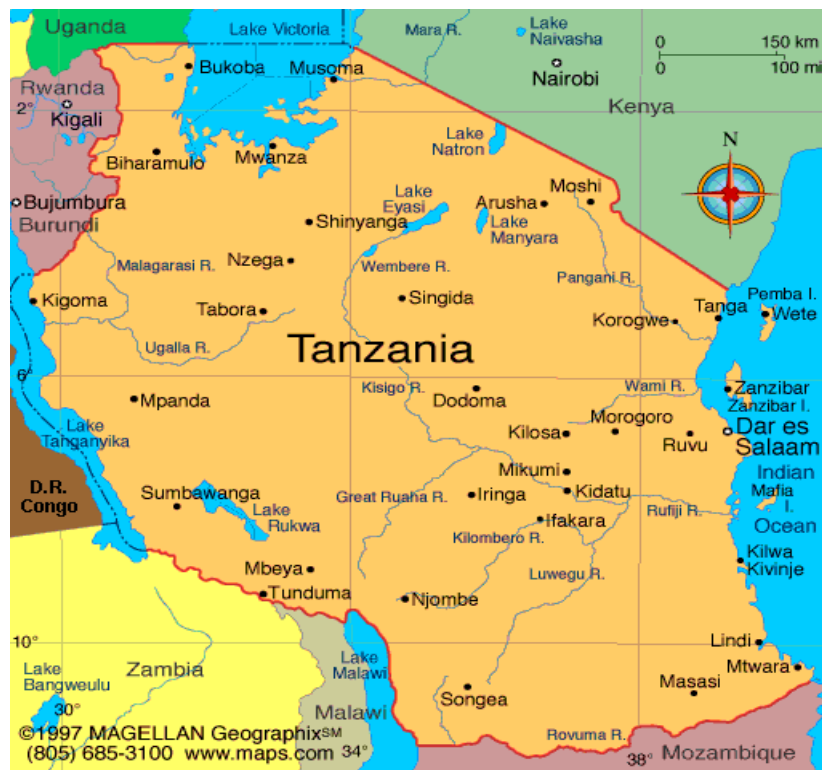 Uganda
Lake Victoria
Mara R.
Lake
Naivasha
0 150 km
0 100 mi
Bukoba
Musoma
Nairobi
Rwanda
Kigali
2°
Kenya
Lake
Natron
N
Biharamulo
Mwanza
Bujumbura
Burundi
Lake
Eyasi
Arusha
Moshi
Shinyanga
Lake
Manyara
Malagarasi R.
Nzega
Wembere R.
Pangani R.
Kigoma
Tabora
Singida
Korogwe
Tanga
Pemba I.
Wete
Ugalla R.
Tanzania
6°
Mpanda
Kisigo R.
Dodoma
Wami R.
Zanzibar
Zanzibar I.
Lake
Tanganyika
Kilosa
Morogoro
Ruvu
Dar es
Salaam
D.R.
Congo
Sumbawanga
Lake
Rukwa
Great Ruaha R.
Mikumi
Iringa
Kidatu
Rufiji R.
Indian
Ocean
Mafia
I.
Ifakara
Kilombero R.
Mbeya
Tunduma
Njombe
Luwegu R.
Kilwa
Kivinje
10°
Zambia
Lake
Malawi
Lindi
Mtwara
Lake
Bangweulu
30°
Malawi
Songea
Masasi
©1997 MAGELLAN Geographix℠
(805) 685-3100 www.maps.com
34°
Rovuma R.
38°
Mozambique